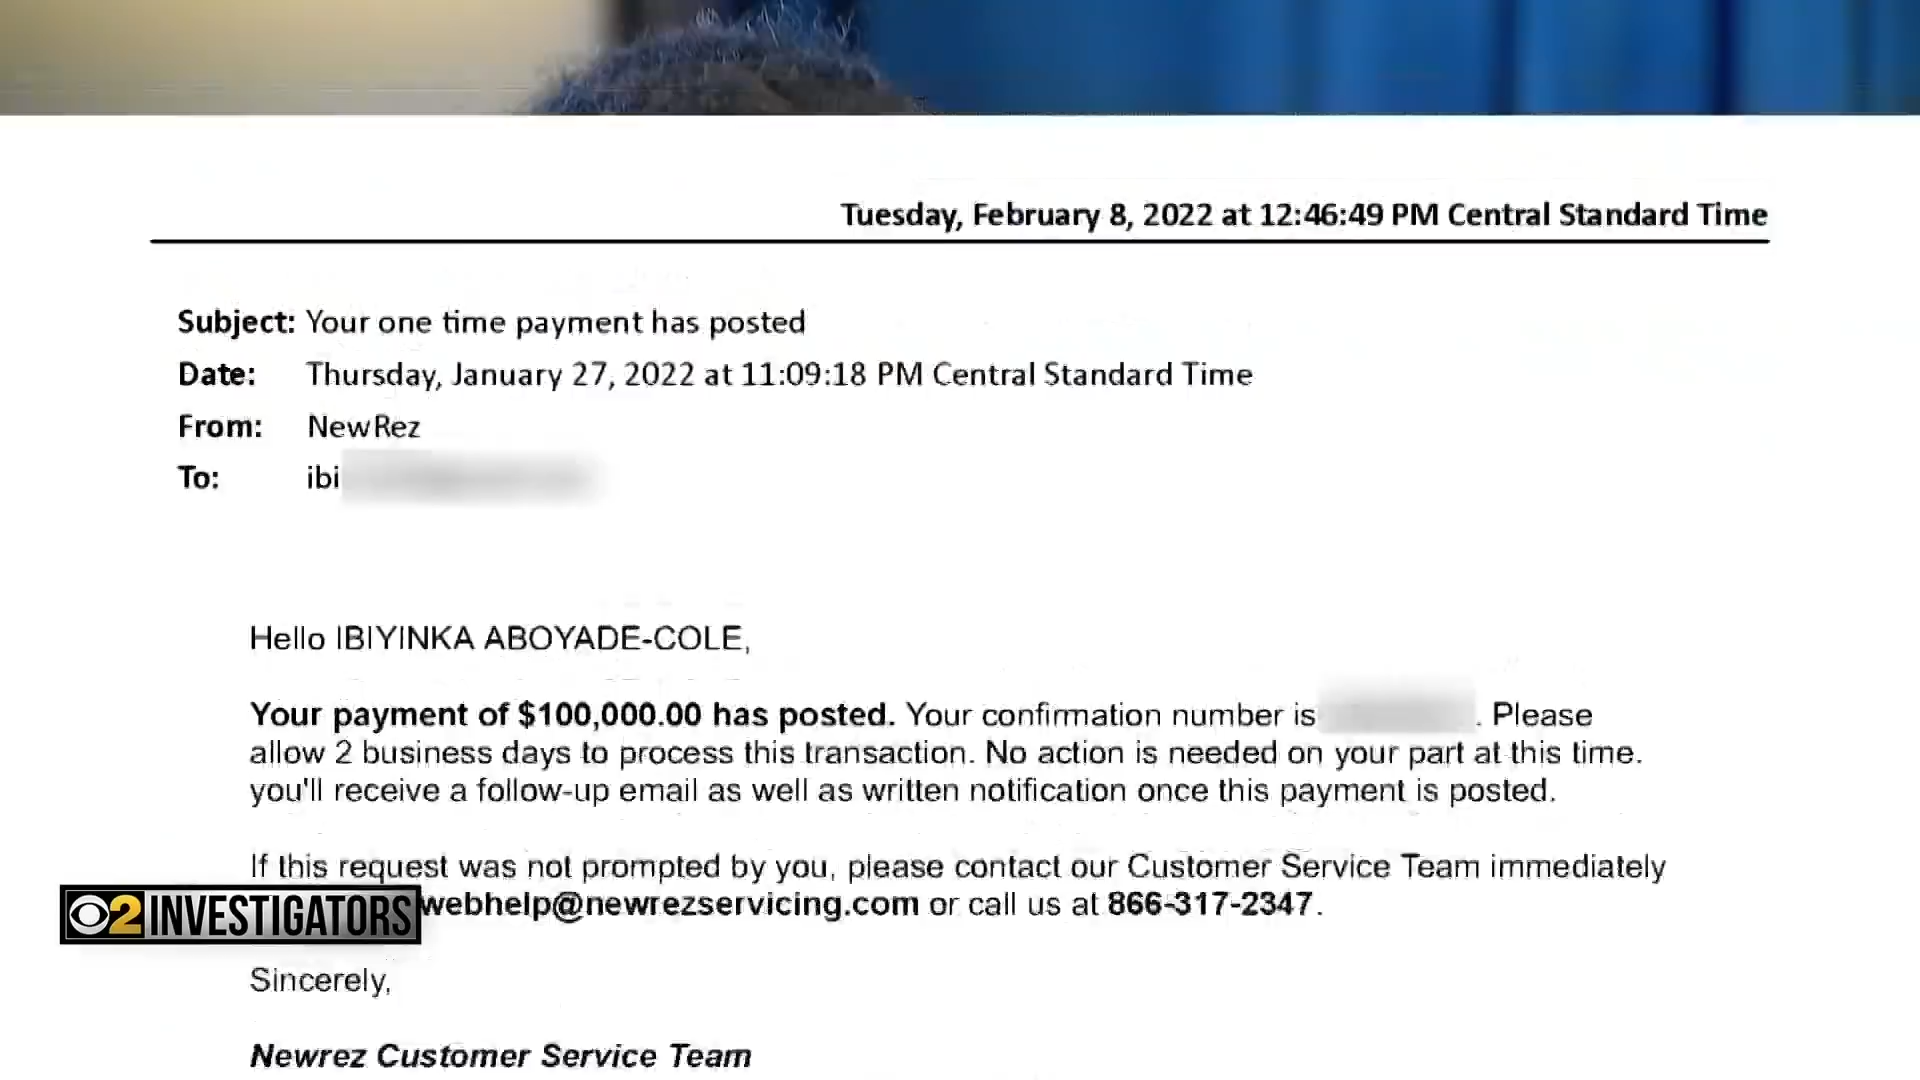 Tuesday, February 8, 2022 at 12:46:49 PM Central Standard Time
Subject: Your one time payment has posted
Date: Thursday, January 27, 2022 at 11:09:18 PM Central Standard Time
From: NewRez
To: ibi
Hello IBIYINKA ABOYADE-COLE,
Your payment of $100,000.00 has posted. Your confirmation number is . Please
allow 2 business days to process this transaction. No action is needed on your part at this time.
you'll receive a follow-up email as well as written notification once this payment is posted.
If this request was not prompted by you, please contact our Customer Service Team immediately
webhelp@newrezservicing.com or call us at 866-317-2347.
2 INVESTIGATORS
Sincerely,
Newrez Customer Service Team